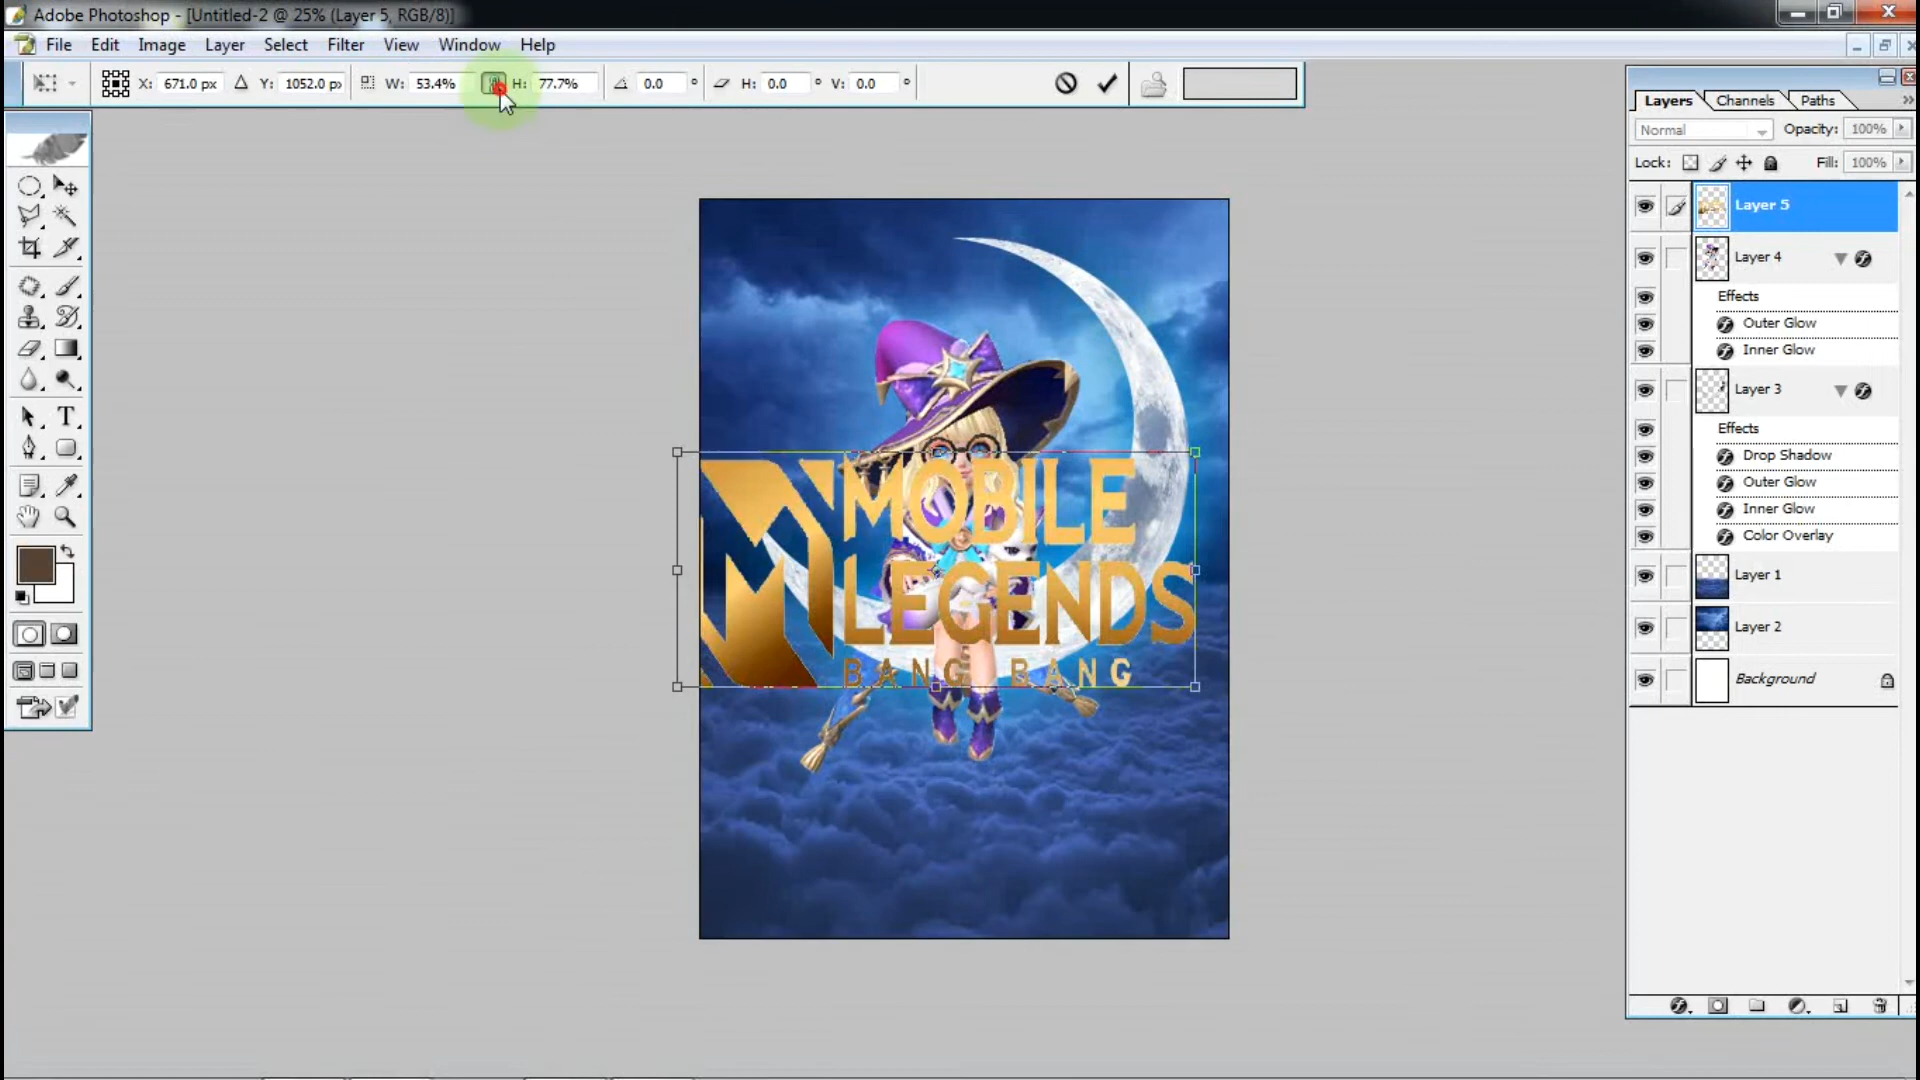 Adobe Photoshop - [Untitled-2 @ 25% (Layer 5, RGB/8)]
File Edit Image Layer Select Filter View Window Help
X: 671.0 px Y: 1052.0 px W: 53.4% H: 77.7% 0.0 ° H: 0.0 ° V: 0.0 °
Layers Channels Paths
Normal Opacity: 100%
Lock: Fill: 100%
Layer 5
Layer 4
Effects
Outer Glow
Inner Glow
Layer 3
Effects
Drop Shadow
Outer Glow
Inner Glow
Color Overlay
Layer 1
Layer 2
Background
MOBILE
LEGENDS
BANG BANG